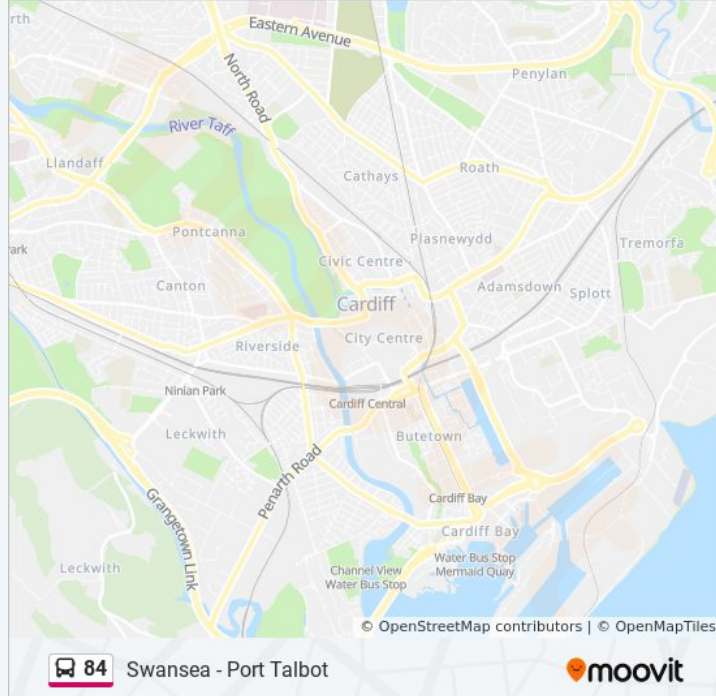 rth
Eastern Avenue
Penylan
North Road
River Taff
Llandaff
Cathays
Roath
Pontcanna
Plasnewydd
ark
Civic Centre
Tremorfa
Canton
Adamsdown
Splott
Cardiff
City Centre
Riverside
Ninian Park
Cardiff Central
Leckwith
Butetown
Penarth Road
Grangetown Link
Cardiff Bay
Cardiff Bay
Leckwith
Channel View
Water Bus Stop
Water Bus Stop
Mermaid Quay
© OpenStreetMap contributors | © OpenMapTiles
84 Swansea - Port Talbot
moovit